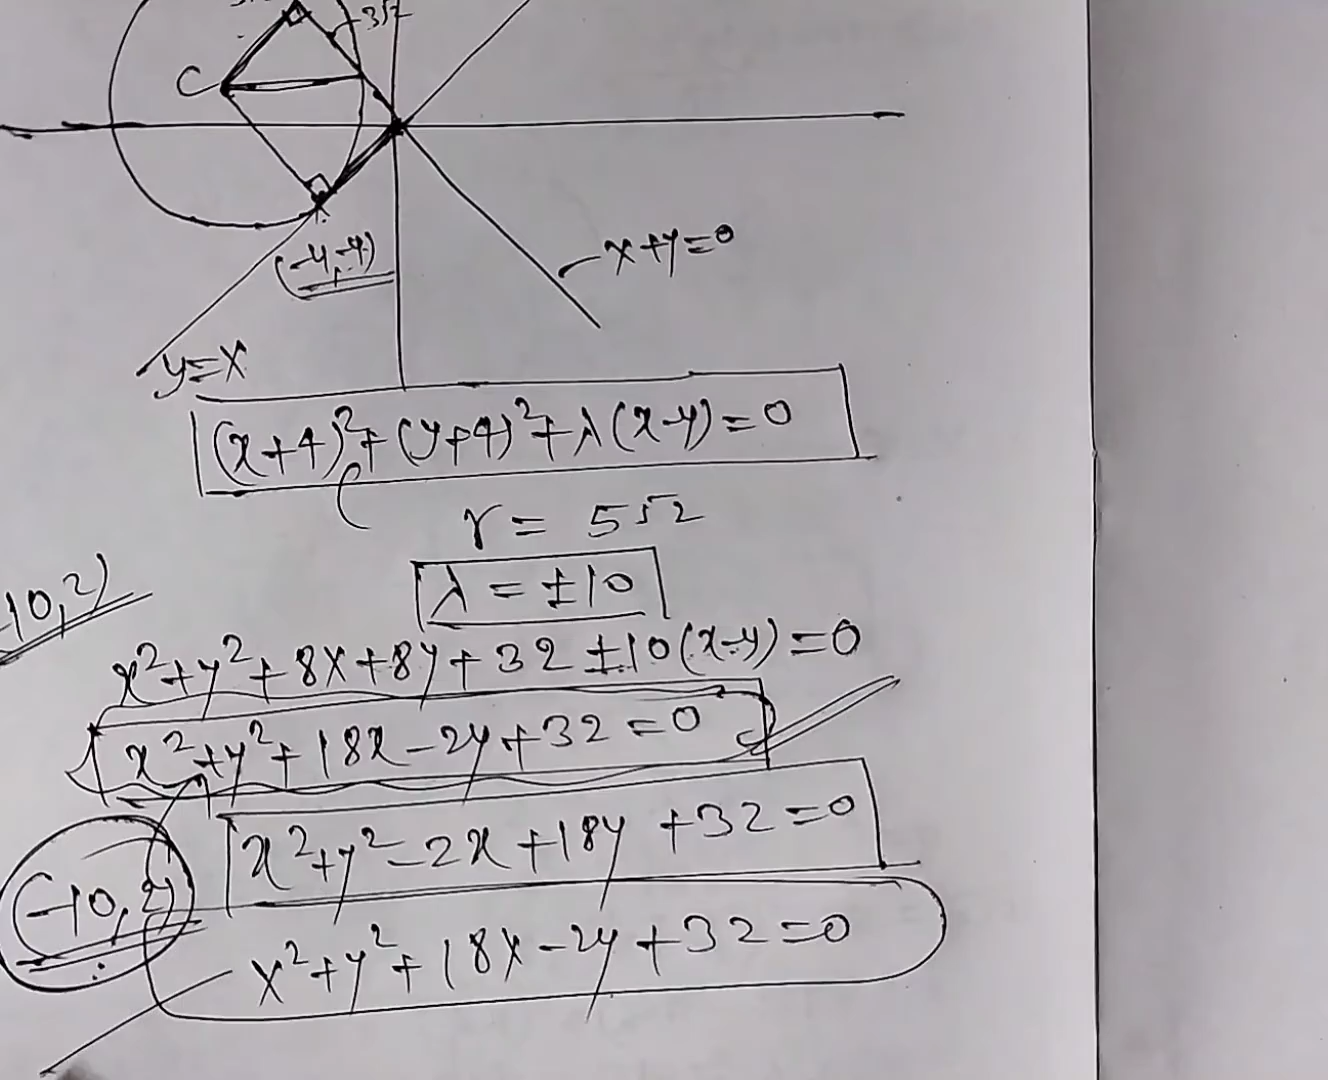 3√2
C
(-4,-4)
x+y=0
y=x
(x+4)²+(y+4)²+λ(x-y)=0
r = 5√2
λ = ±10
-10,2)
x²+y²+8x+8y+32±10(x-y)=0
x²+y²+18x-2y+32=0
x²+y²-2x+18y+32=0
(-10,2)
x²+y²+18x-2y+32=0